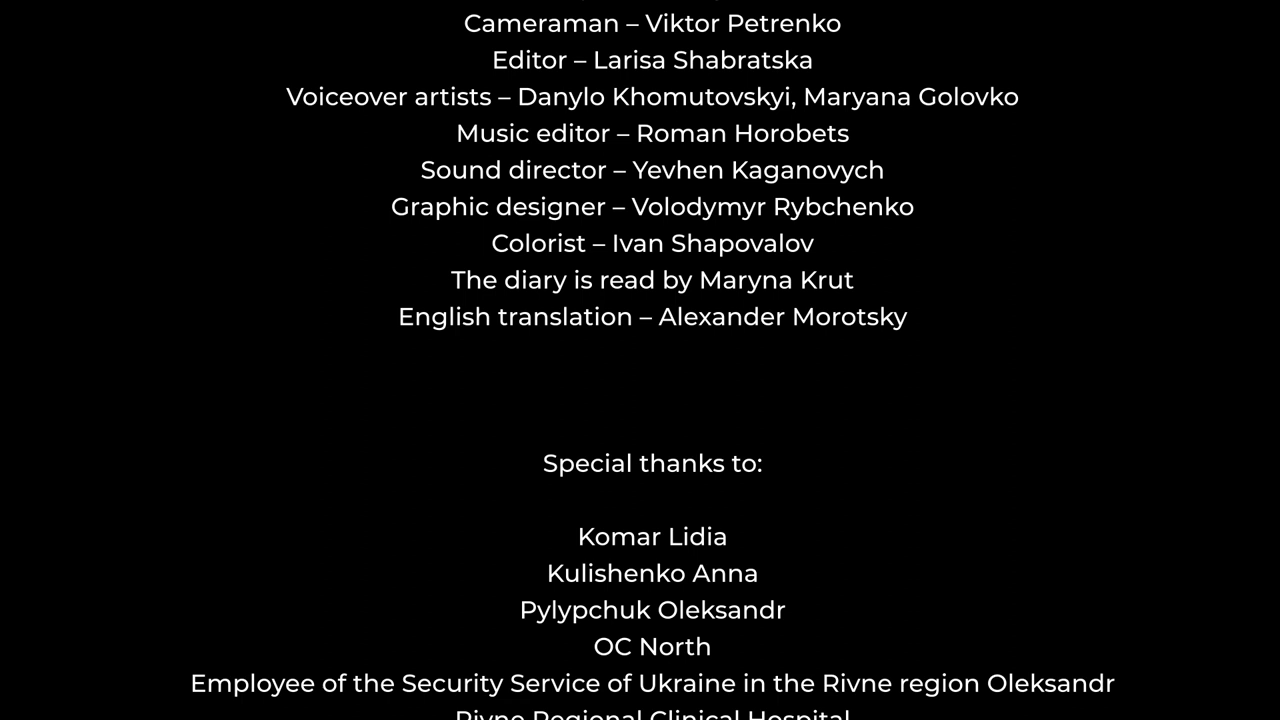 Cameraman – Viktor Petrenko
Editor – Larisa Shabratska
Voiceover artists – Danylo Khomutovskyi, Maryana Golovko
Music editor – Roman Horobets
Sound director – Yevhen Kaganovych
Graphic designer – Volodymyr Rybchenko
Colorist – Ivan Shapovalov
The diary is read by Maryna Krut
English translation – Alexander Morotsky
Special thanks to:
Komar Lidia
Kulishenko Anna
Pylypchuk Oleksandr
OC North
Employee of the Security Service of Ukraine in the Rivne region Oleksandr
Rivne Regional Clinical Hospital